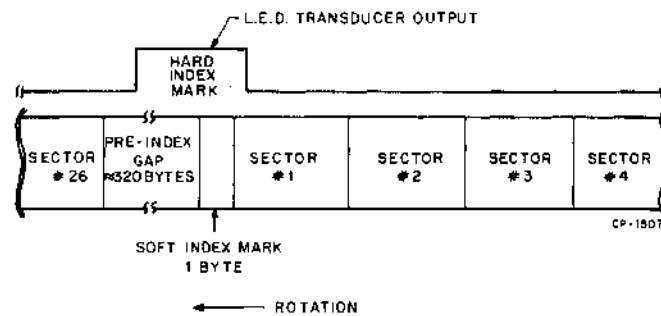 L.E.D. TRANSDUCER OUTPUT
HARD
INDEX
MARK
SECTOR
#26
PRE-INDEX
GAP
≈320 BYTES
SECTOR
#1
SECTOR
#2
SECTOR
#3
SECTOR
#4
CP-1507
SOFT INDEX MARK
1 BYTE
ROTATION